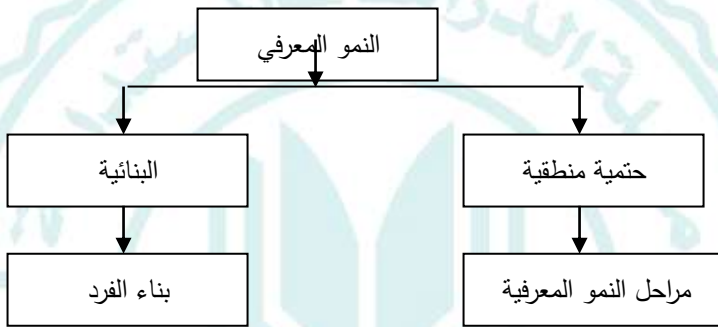 النمو المعرفي
حتمية منطقية
البنائية
مراحل النمو المعرفية
بناء الفرد